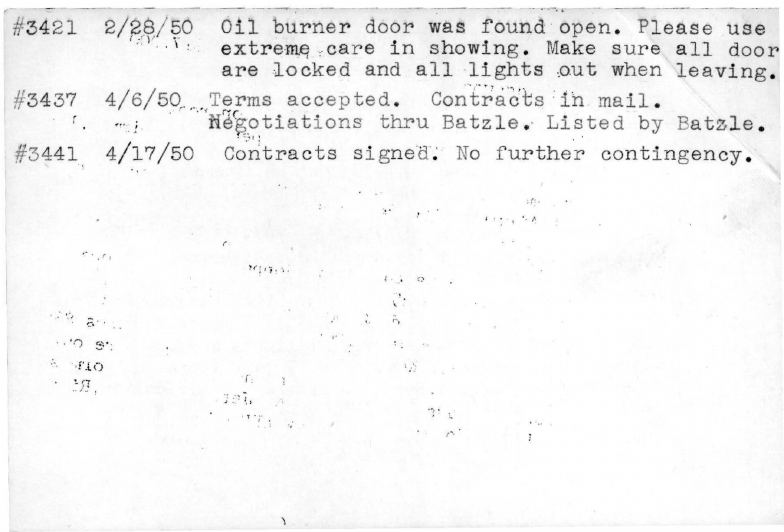 #3421 2/28/50 Oil burner door was found open. Please use
extreme care in showing. Make sure all door
are locked and all lights out when leaving.
#3437 4/6/50 Terms accepted. Contracts in mail.
Negotiations thru Batzle. Listed by Batzle.
#3441 4/17/50 Contracts signed. No further contingency.